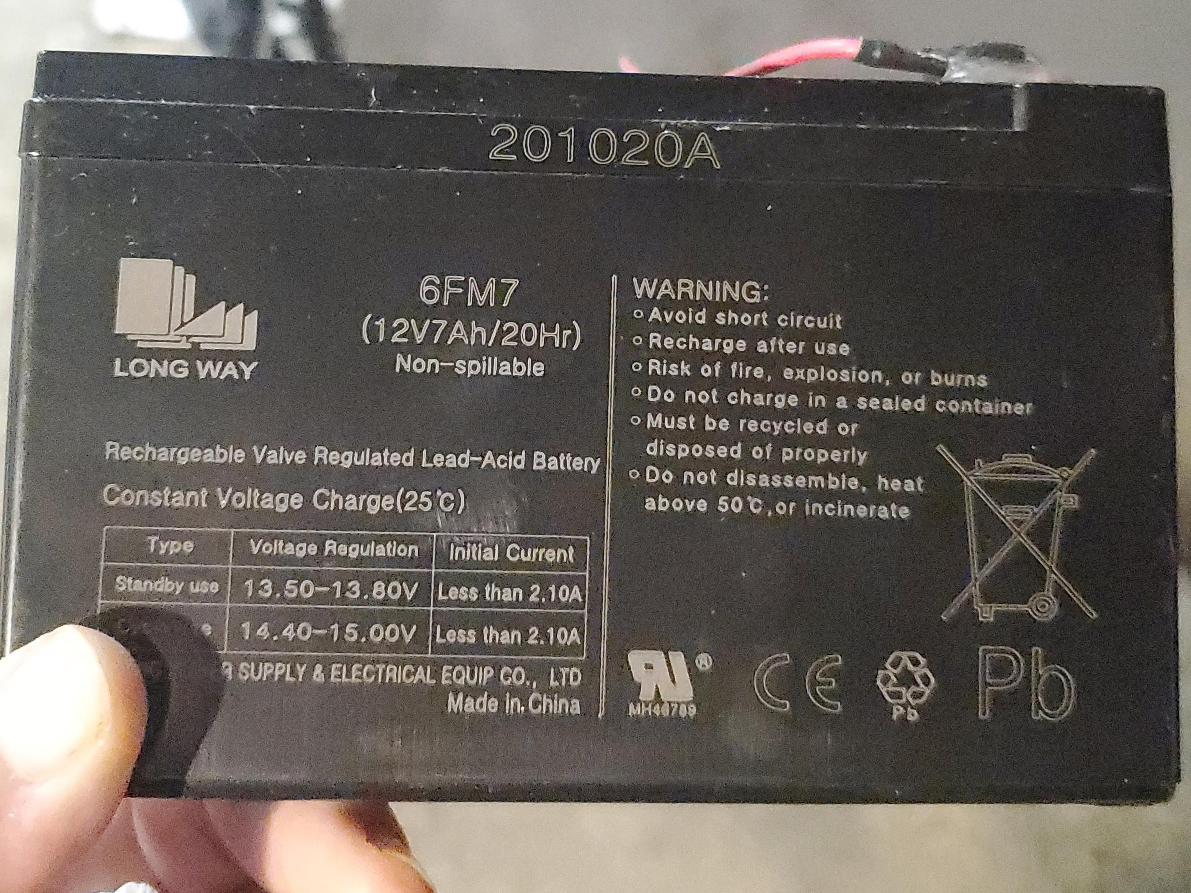 201020A
LONG WAY
6FM7
(12V7Ah/20Hr)
Non-spillable
Rechargeable Valve Regulated Lead-Acid Battery
Constant Voltage Charge(25℃)
Type Voltage Regulation Initial Current
Standby use 13.50-13.80V Less than 2.10A
14.40-15.00V Less than 2.10A
SUPPLY & ELECTRICAL EQUIP CO., LTD
Made in China
WARNING:
Avoid short circuit
Recharge after use
Risk of fire, explosion, or burns
Do not charge in a sealed container
Must be recycled or
disposed of properly
Do not disassemble, heat
above 50℃,or incinerate
RU®
MH46789
CE
Pb
Pb